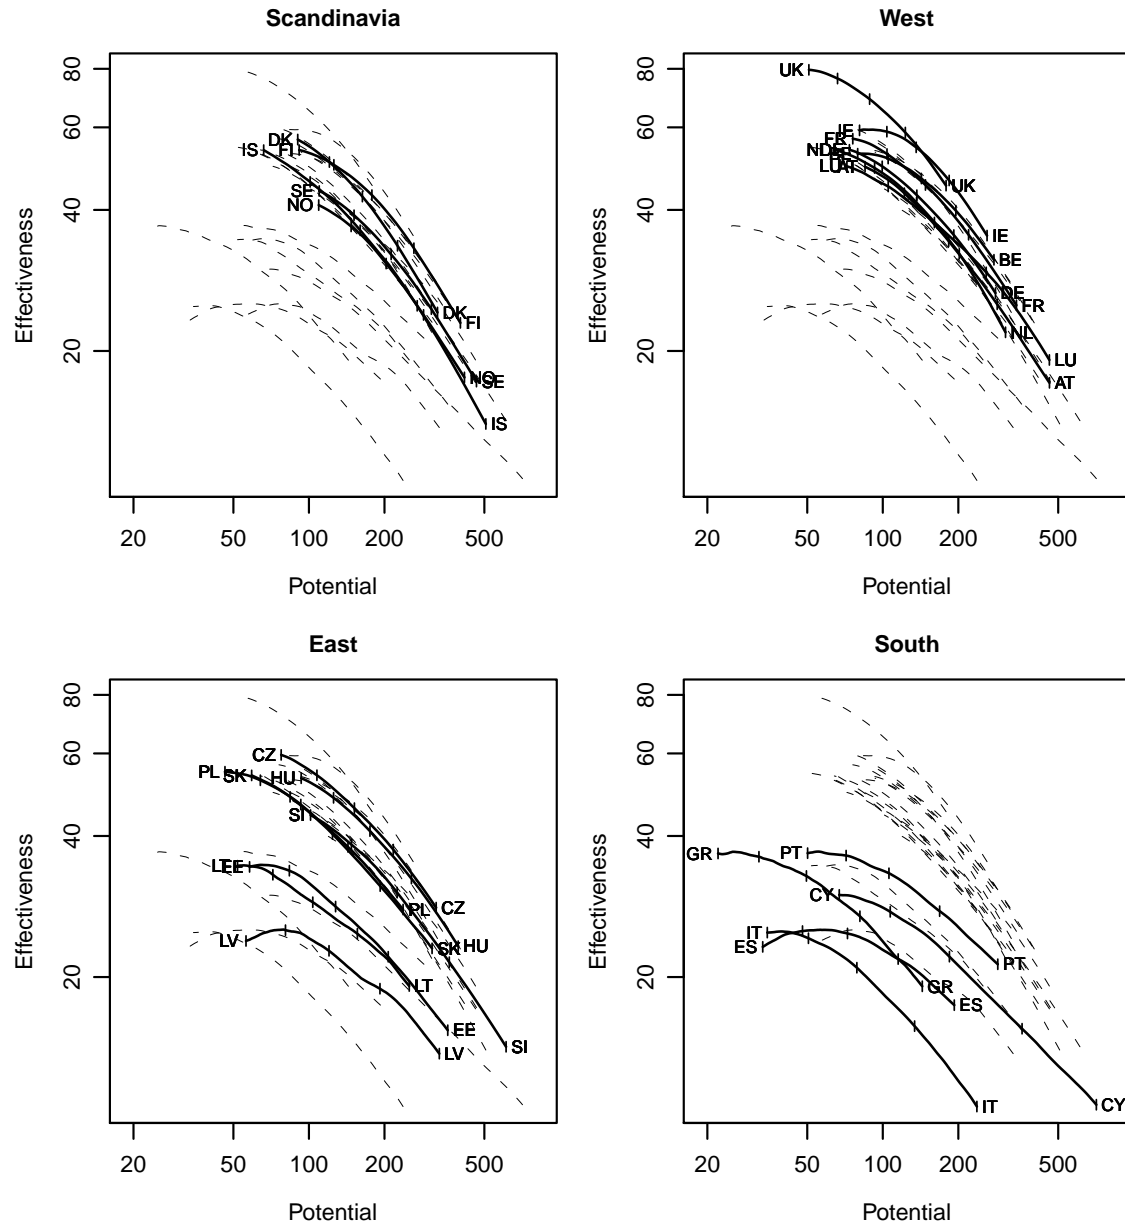 Scandinavia
80
60
40
20
Effectiveness
DK
IS
FI
SE
NO
DK
FI
NO
SE
IS
20
50
100
200
500
Potential
West
80
60
40
20
Effectiveness
UK
IE
FR
LU
UK
IE
BE
DE
FR
NL
LU
AT
20
50
100
200
500
Potential
East
80
60
40
20
Effectiveness
CZ
PL
SK
HU
SI
LT
EE
LV
PL
CZ
SK
HU
LT
EE
SI
LV
20
50
100
200
500
Potential
South
80
60
40
20
Effectiveness
GR
PT
CY
IT
ES
PT
GR
ES
IT
CY
20
50
100
200
500
Potential